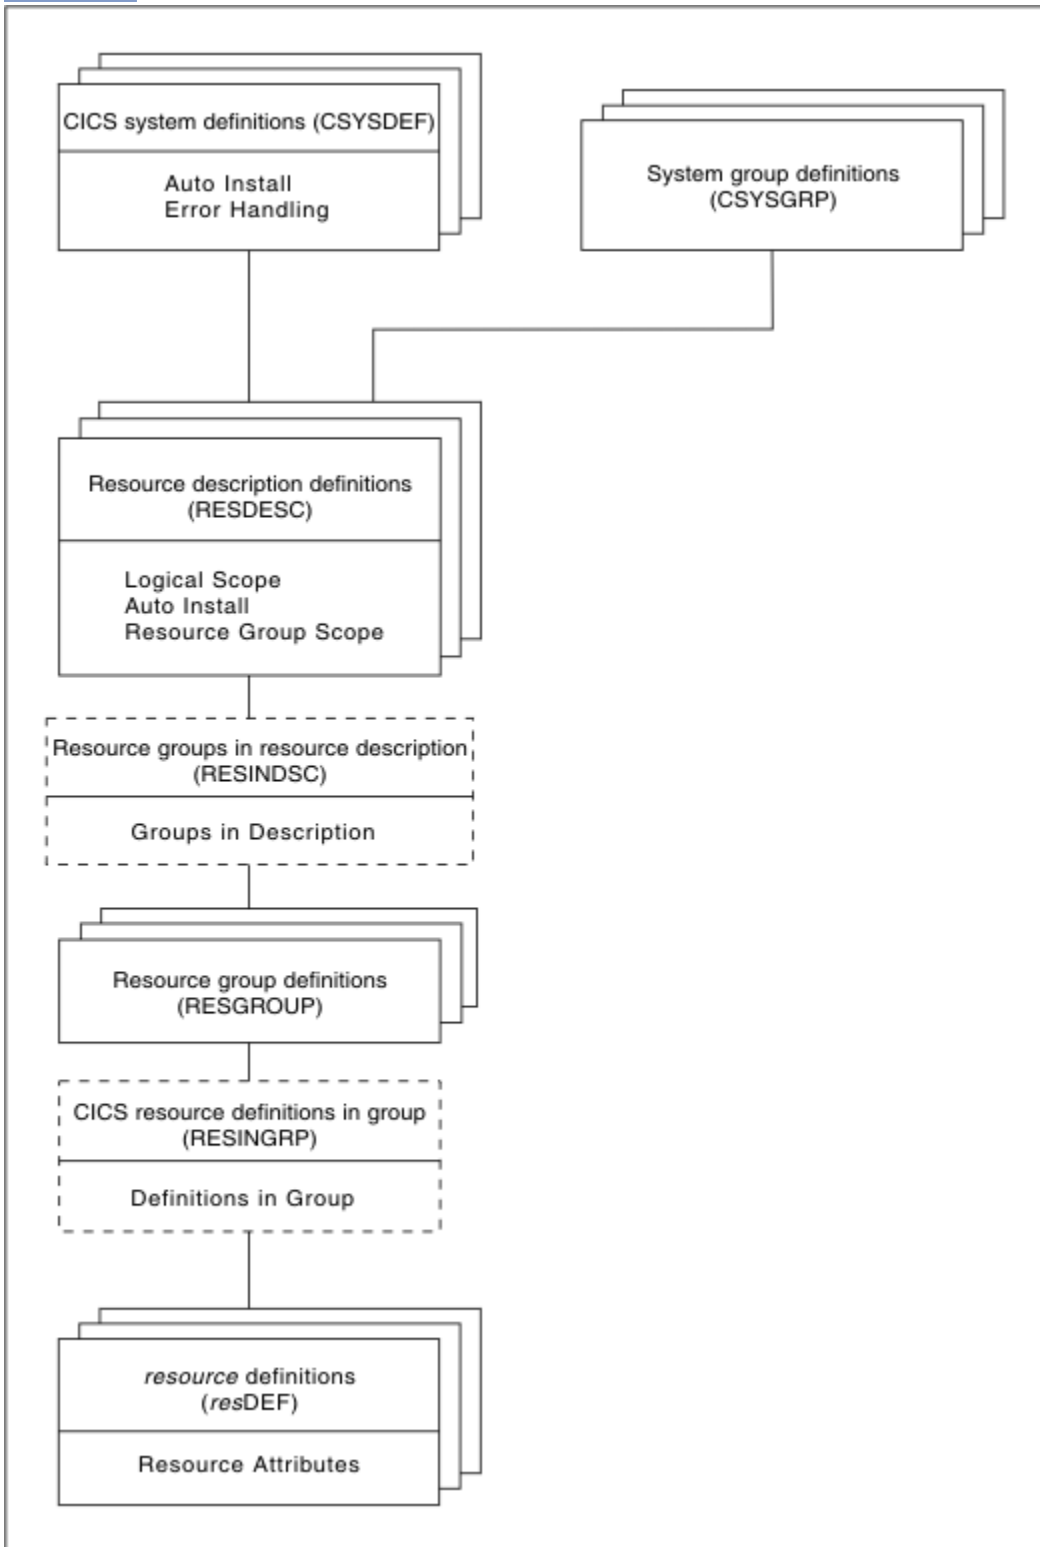 CICS system definitions (CSYSDEF)
Auto Install
Error Handling
System group definitions
(CSYSGRP)
Resource description definitions
(RESDESC)
Logical Scope
Auto Install
Resource Group Scope
Resource groups in resource description
(RESINDSC)
Groups in Description
Resource group definitions
(RESGROUP)
CICS resource definitions in group
(RESINGRP)
Definitions in Group
resource definitions
(resDEF)
Resource Attributes